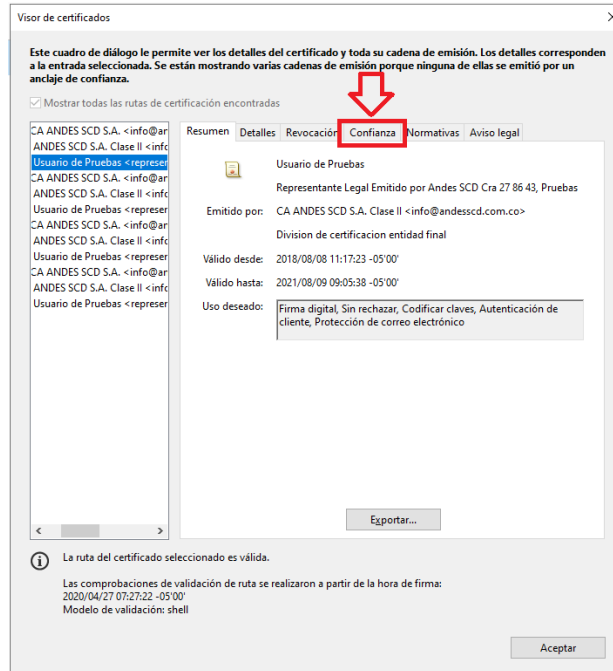 Visor de certificados
Este cuadro de diálogo le permite ver los detalles del certificado y toda su cadena de emisión. Los detalles corresponden
a la entrada seleccionada. Se están mostrando varias cadenas de emisión porque ninguna de ellas se emitió por un
anclaje de confianza.
Mostrar todas las rutas de certificación encontradas
CA ANDES SCD S.A. <info@an
ANDES SCD S.A. Clase II <info
Usuario de Pruebas <represer
CA ANDES SCD S.A. <info@an
ANDES SCD S.A. Clase II <info
Usuario de Pruebas <represer
CA ANDES SCD S.A. <info@an
ANDES SCD S.A. Clase II <info
Usuario de Pruebas <represer
CA ANDES SCD S.A. <info@an
ANDES SCD S.A. Clase II <info
Usuario de Pruebas <represer
Resumen Detalles Revocación Confianza Normativas Aviso legal
Usuario de Pruebas
Representante Legal Emitido por Andes SCD Cra 27 86 43, Pruebas
Emitido por: CA ANDES SCD S.A. Clase II <info@andesscd.com.co>
Division de certificacion entidad final
Válido desde: 2018/08/08 11:17:23 -05'00'
Válido hasta: 2021/08/09 09:05:38 -05'00'
Uso deseado: Firma digital, Sin rechazar, Codificar claves, Autenticación de
cliente, Protección de correo electrónico
Exportar...
La ruta del certificado seleccionado es válida.
Las comprobaciones de validación de ruta se realizaron a partir de la hora de firma:
2020/04/27 07:27:22 -05'00'
Modelo de validación: shell
Aceptar